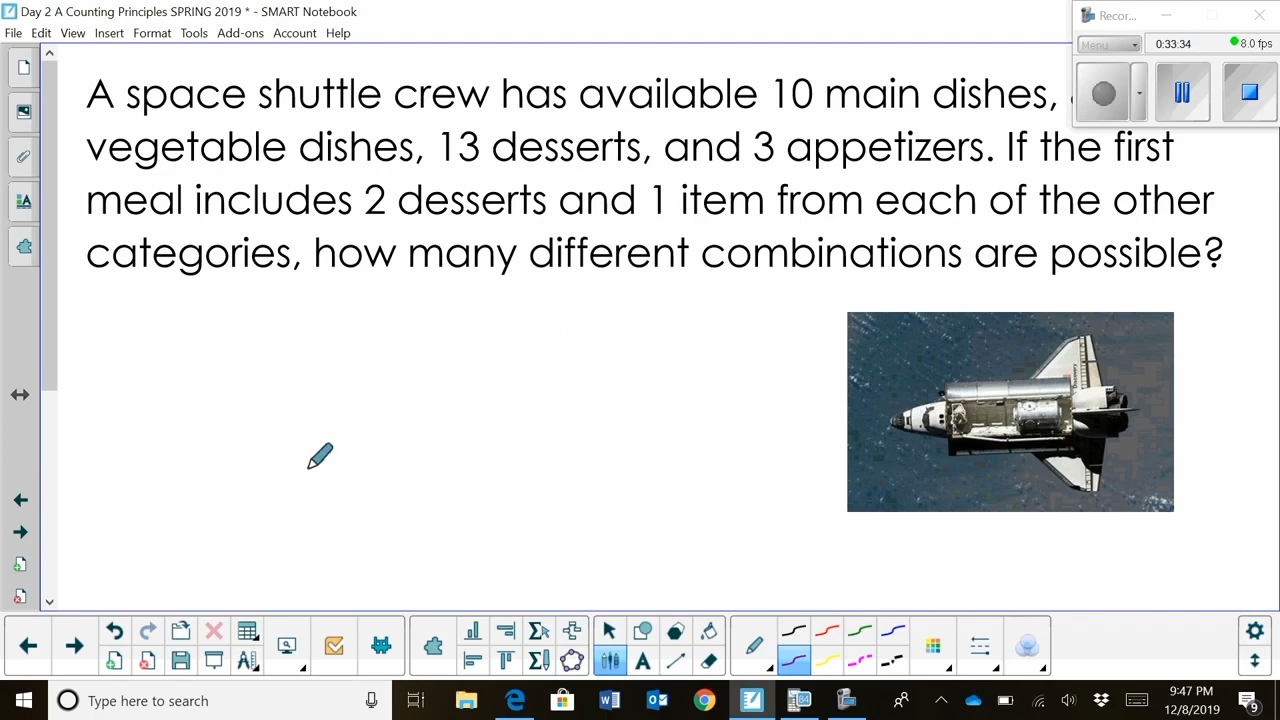 Day 2 A Counting Principles SPRING 2019 * - SMART Notebook
Recor...
File Edit View Insert Format Tools Add-ons Account Help
Menu 0:33:34 8.0 fps
A space shuttle crew has available 10 main dishes,
vegetable dishes, 13 desserts, and 3 appetizers. If the first
meal includes 2 desserts and 1 item from each of the other
categories, how many different combinations are possible?
Type here to search
9:47 PM
12/8/2019
9